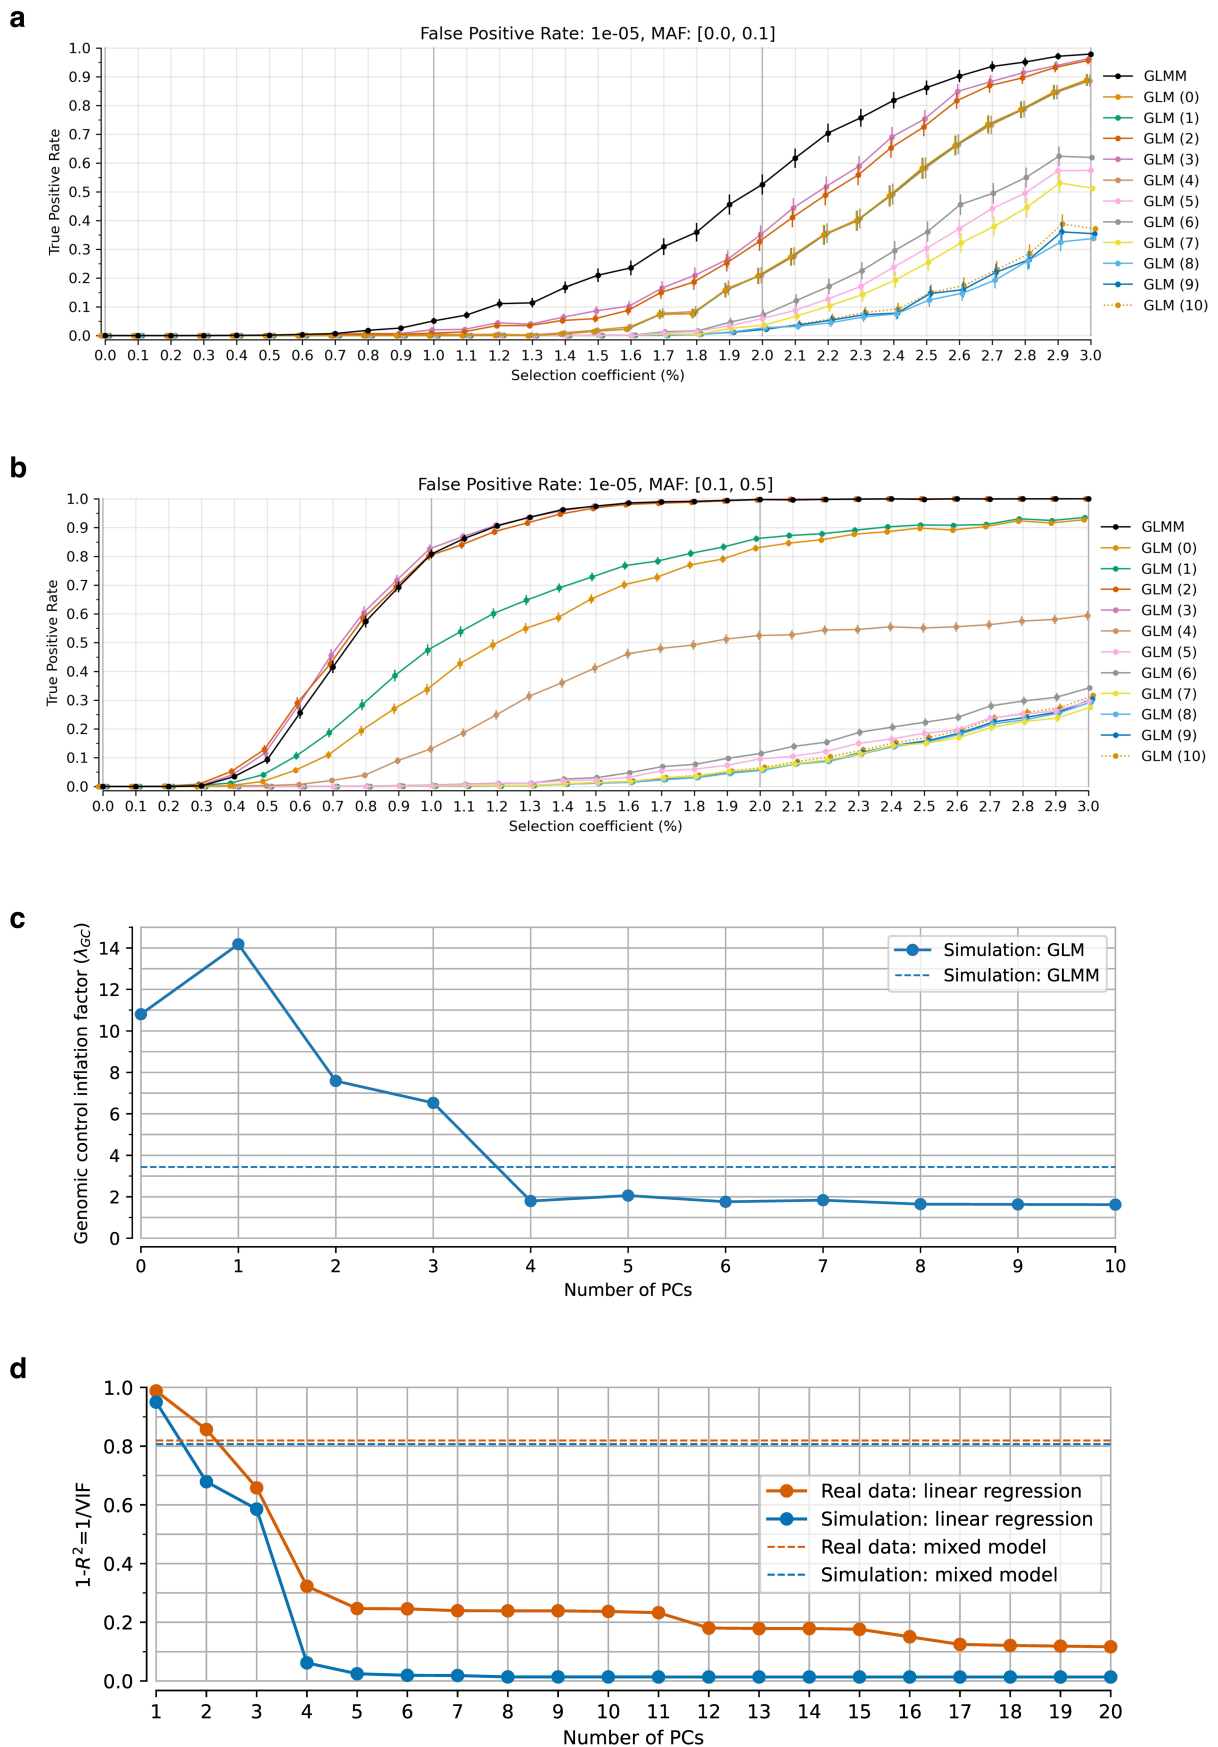 a
False Positive Rate: 1e-05, MAF: [0.0, 0.1]
True Positive Rate
1.0
0.9
0.8
0.7
0.6
0.5
0.4
0.3
0.2
0.1
0.0
0.0 0.1 0.2 0.3 0.4 0.5 0.6 0.7 0.8 0.9 1.0 1.1 1.2 1.3 1.4 1.5 1.6 1.7 1.8 1.9 2.0 2.1 2.2 2.3 2.4 2.5 2.6 2.7 2.8 2.9 3.0
Selection coefficient (%)
GLMM
GLM (0)
GLM (1)
GLM (2)
GLM (3)
GLM (4)
GLM (5)
GLM (6)
GLM (7)
GLM (8)
GLM (9)
GLM (10)
b
False Positive Rate: 1e-05, MAF: [0.1, 0.5]
True Positive Rate
1.0
0.9
0.8
0.7
0.6
0.5
0.4
0.3
0.2
0.1
0.0
0.0 0.1 0.2 0.3 0.4 0.5 0.6 0.7 0.8 0.9 1.0 1.1 1.2 1.3 1.4 1.5 1.6 1.7 1.8 1.9 2.0 2.1 2.2 2.3 2.4 2.5 2.6 2.7 2.8 2.9 3.0
Selection coefficient (%)
GLMM
GLM (0)
GLM (1)
GLM (2)
GLM (3)
GLM (4)
GLM (5)
GLM (6)
GLM (7)
GLM (8)
GLM (9)
GLM (10)
c
Genomic control inflation factor (λGC)
14
12
10
8
6
4
2
0
0 1 2 3 4 5 6 7 8 9 10
Number of PCs
Simulation: GLM
Simulation: GLMM
d
1-R²=1/VIF
1.0
0.8
0.6
0.4
0.2
0.0
1 2 3 4 5 6 7 8 9 10 11 12 13 14 15 16 17 18 19 20
Number of PCs
Real data: linear regression
Simulation: linear regression
Real data: mixed model
Simulation: mixed model